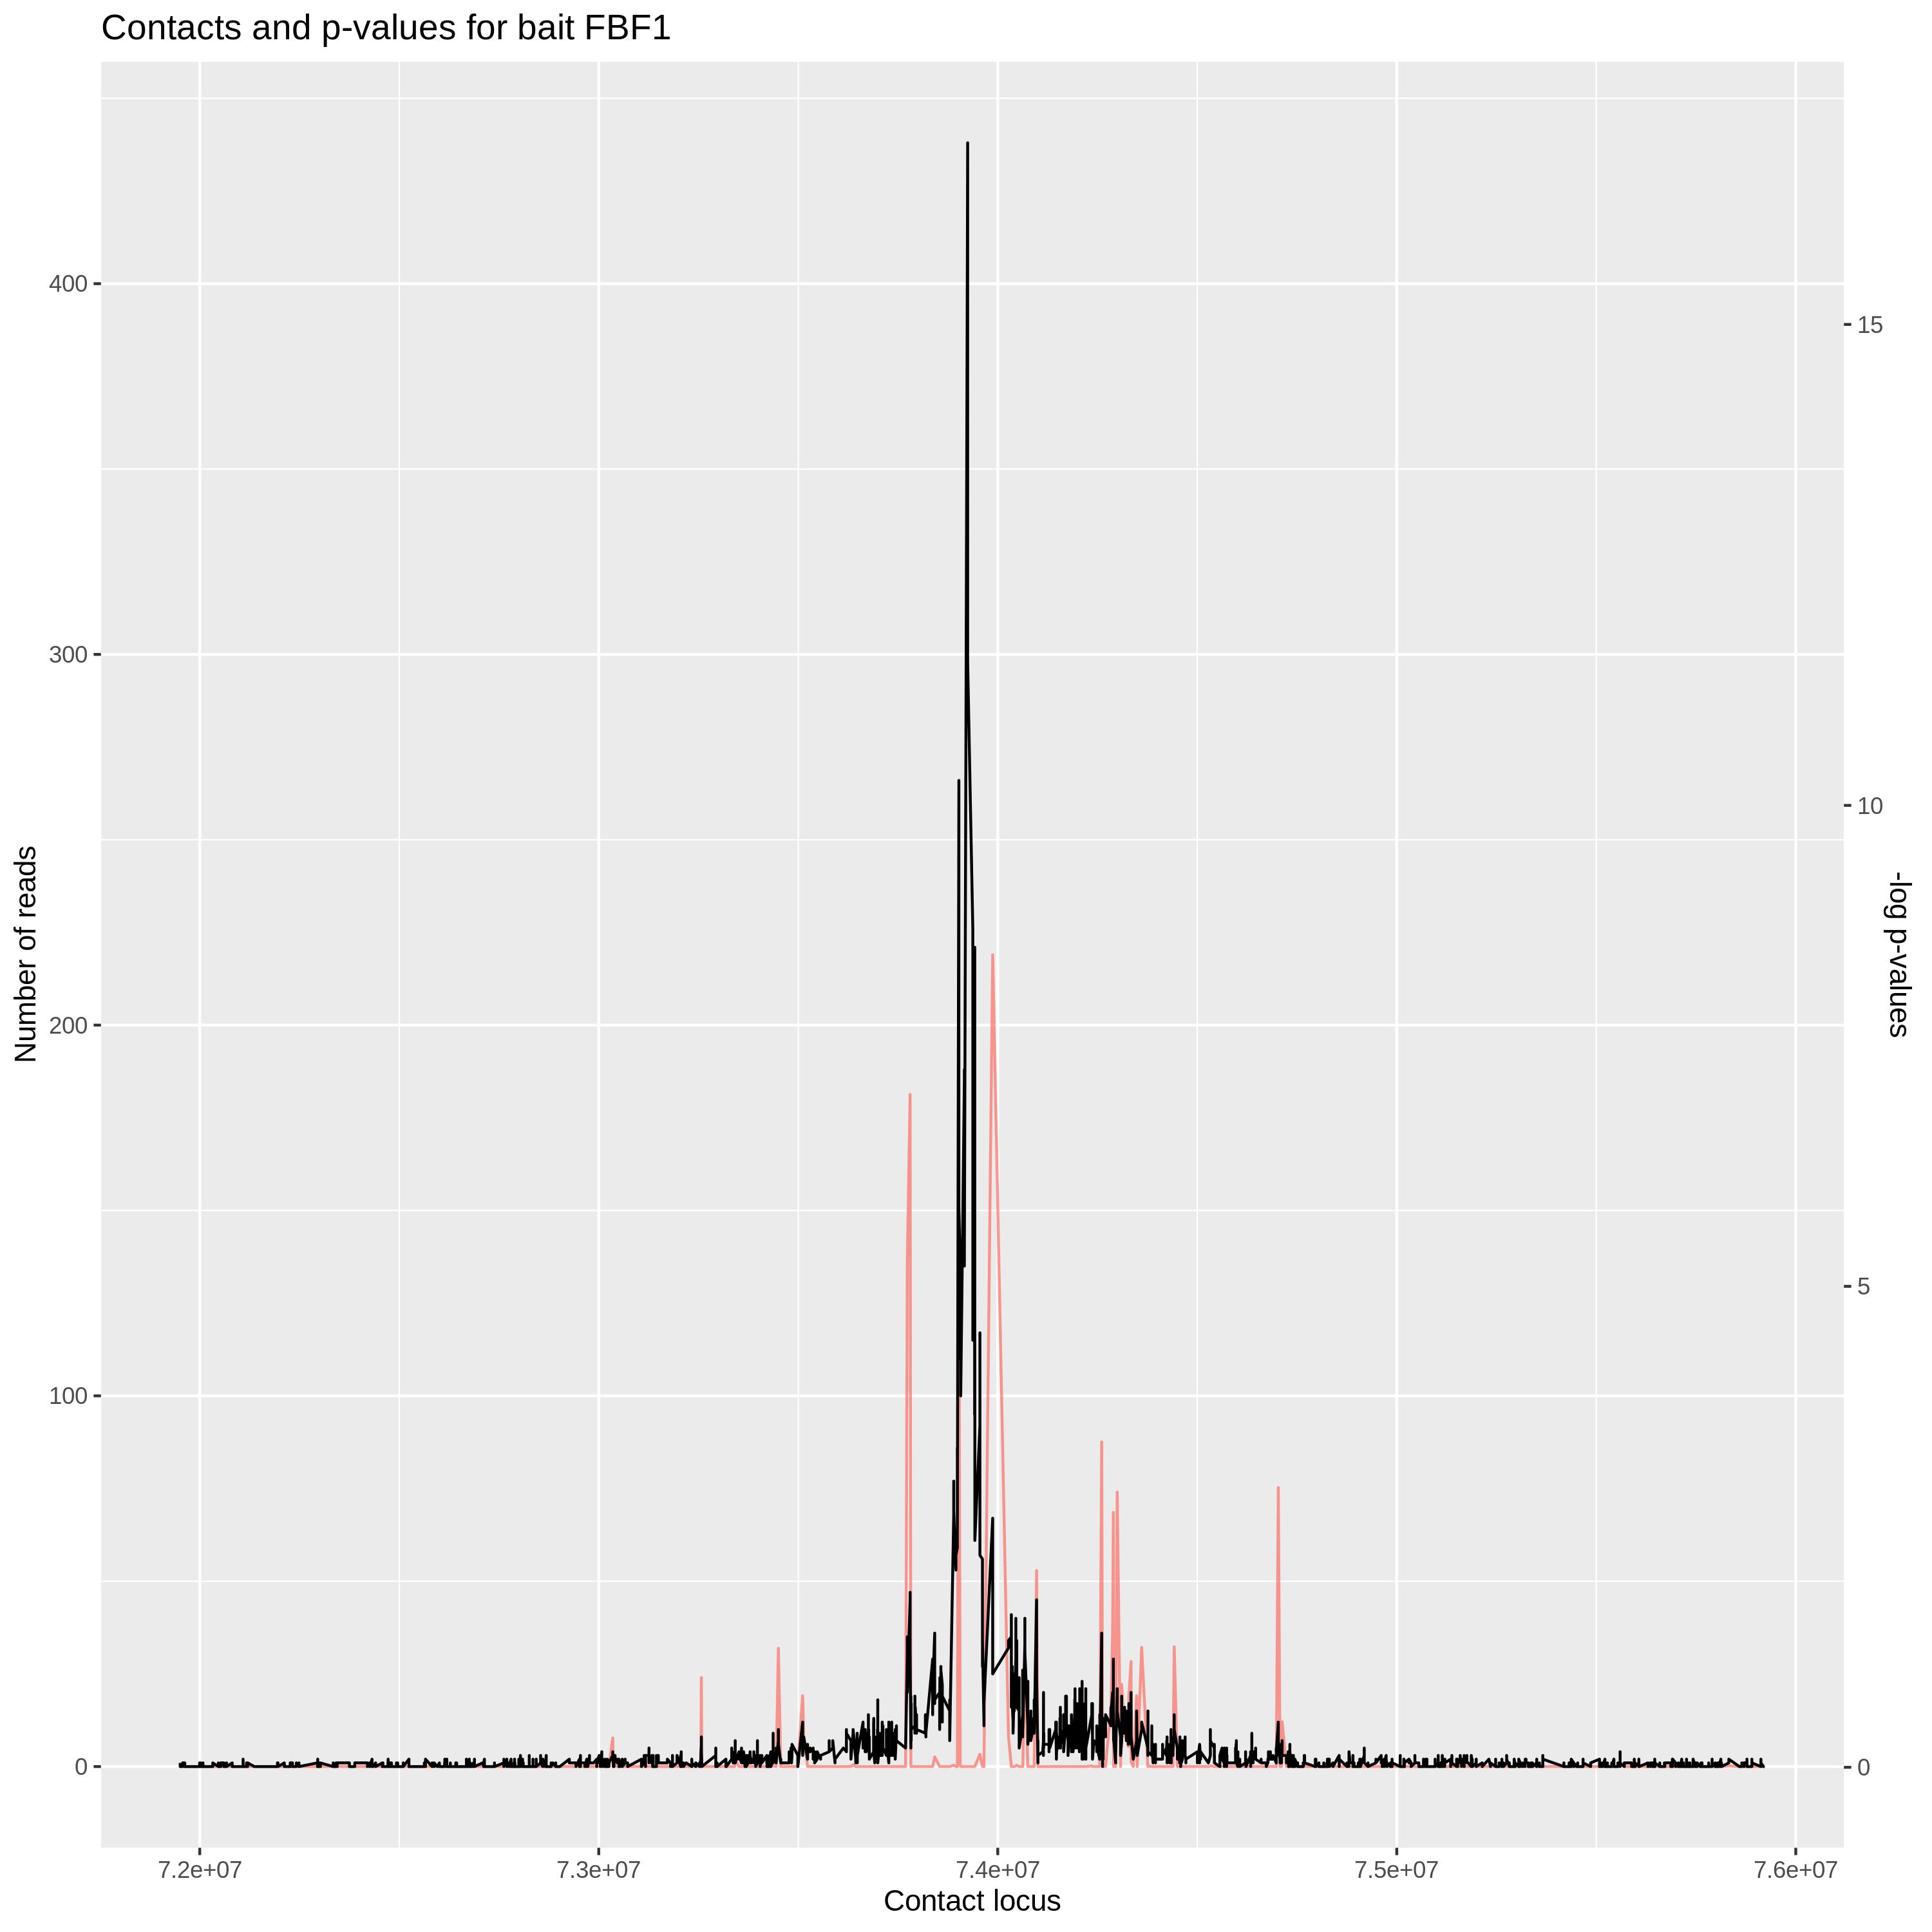 Contacts and p-values for bait FBF1
Number of reads
400
300
200
100
0
15
10
5
0
-log p-values
7.2e+07
7.3e+07
7.4e+07
7.5e+07
7.6e+07
Contact locus